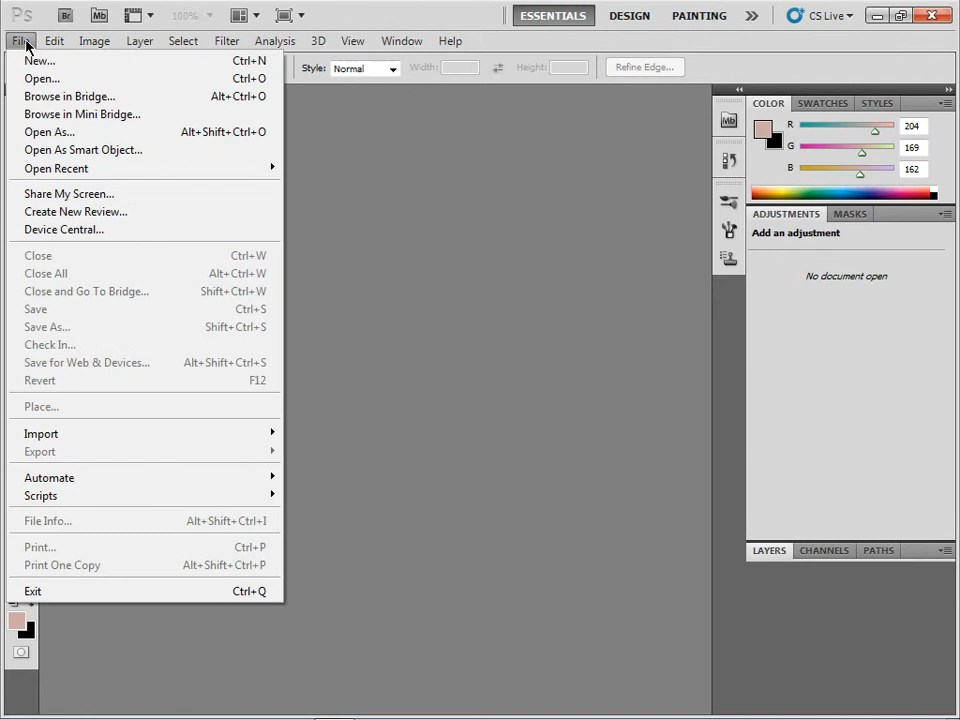 Ps Br Mb 100% ESSENTIALS DESIGN PAINTING CS Live
File Edit Image Layer Select Filter Analysis 3D View Window Help
Style: Normal Width: Height: Refine Edge...
New... Ctrl+N
Open... Ctrl+O
Browse in Bridge... Alt+Ctrl+O
Browse in Mini Bridge...
Open As... Alt+Shift+Ctrl+O
Open As Smart Object...
Open Recent
Share My Screen...
Create New Review...
Device Central...
Close Ctrl+W
Close All Alt+Ctrl+W
Close and Go To Bridge... Shift+Ctrl+W
Save Ctrl+S
Save As... Shift+Ctrl+S
Check In...
Save for Web & Devices... Alt+Shift+Ctrl+S
Revert F12
Place...
Import
Export
Automate
Scripts
File Info... Alt+Shift+Ctrl+I
Print... Ctrl+P
Print One Copy Alt+Shift+Ctrl+P
Exit Ctrl+Q
Mb
COLOR SWATCHES STYLES
R 204
G 169
B 162
ADJUSTMENTS MASKS
Add an adjustment
No document open
LAYERS CHANNELS PATHS